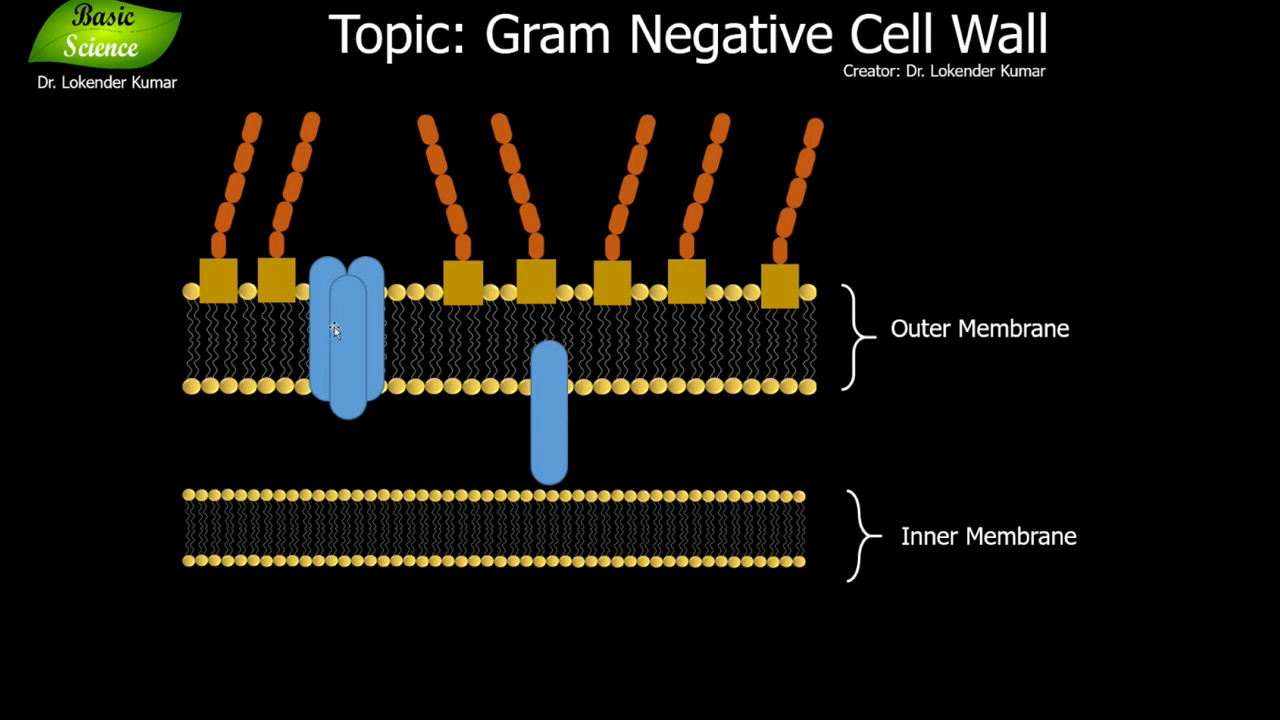 Basic
Science
Dr. Lokender Kumar
Topic: Gram Negative Cell Wall
Creator: Dr. Lokender Kumar
Outer Membrane
Inner Membrane